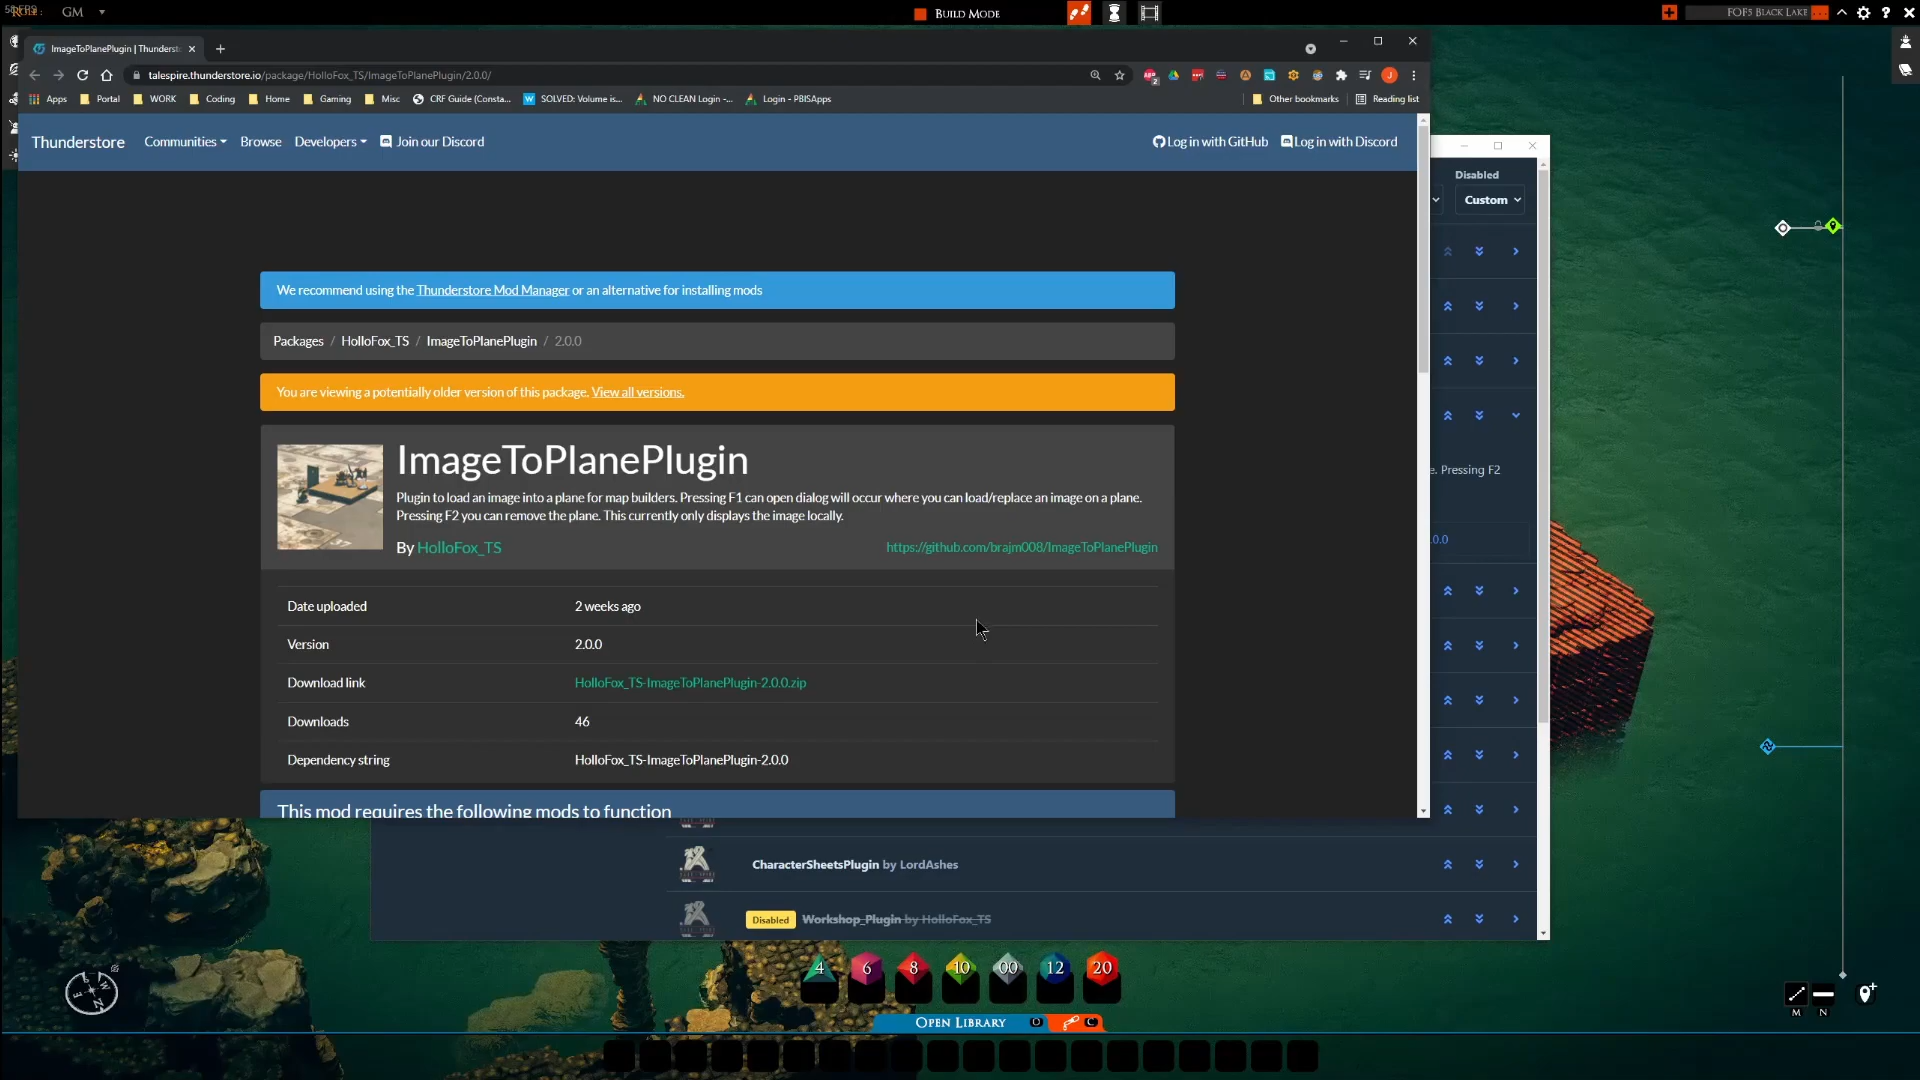 GM
BUILD MODE
FOF5 BLACK LAKE
ImageToPlanePlugin | Thunderst
talespire.thunderstore.io/package/HolloFox_TS/ImageToPlanePlugin/2.0.0/
Apps
Portal
WORK
Coding
Home
Gaming
Misc
CRF Guide (Consta...
SOLVED: Volume is...
NO CLEAN Login -...
Login - PBISApps
Other bookmarks
Reading list
Thunderstore
Communities
Browse
Developers
Join our Discord
Log in with GitHub
Log in with Discord
Disabled
Custom
We recommend using the Thunderstore Mod Manager or an alternative for installing mods
Packages / HolloFox_TS / ImageToPlanePlugin / 2.0.0
You are viewing a potentially older version of this package. View all versions.
ImageToPlanePlugin
Plugin to load an image into a plane for map builders. Pressing F1 can open dialog will occur where you can load/replace an image on a plane.
Pressing F2 you can remove the plane. This currently only displays the image locally.
e. Pressing F2
By HolloFox_TS
https://github.com/brajm008/ImageToPlanePlugin
.0.0
Date uploaded 2 weeks ago
Version 2.0.0
Download link HolloFox_TS-ImageToPlanePlugin-2.0.0.zip
Downloads 46
Dependency string HolloFox_TS-ImageToPlanePlugin-2.0.0
This mod requires the following mods to function
CharacterSheetsPlugin by LordAshes
Disabled Workshop_Plugin by HolloFox_TS
4 6 8 10 00 12 20
OPEN LIBRARY O C
M N